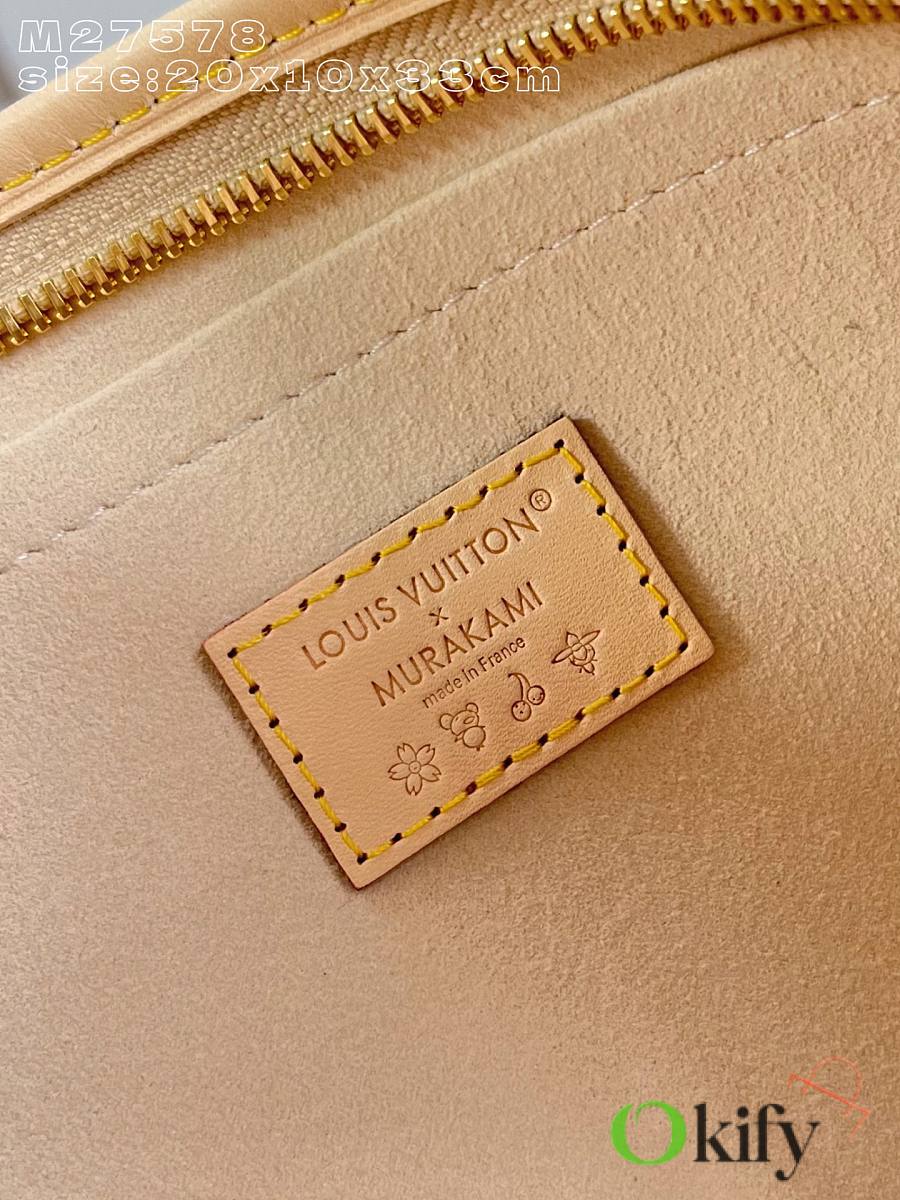 M27578
size:20x10x33cm
LOUIS VUITTON®
x
MURAKAMI
made in France
Okify